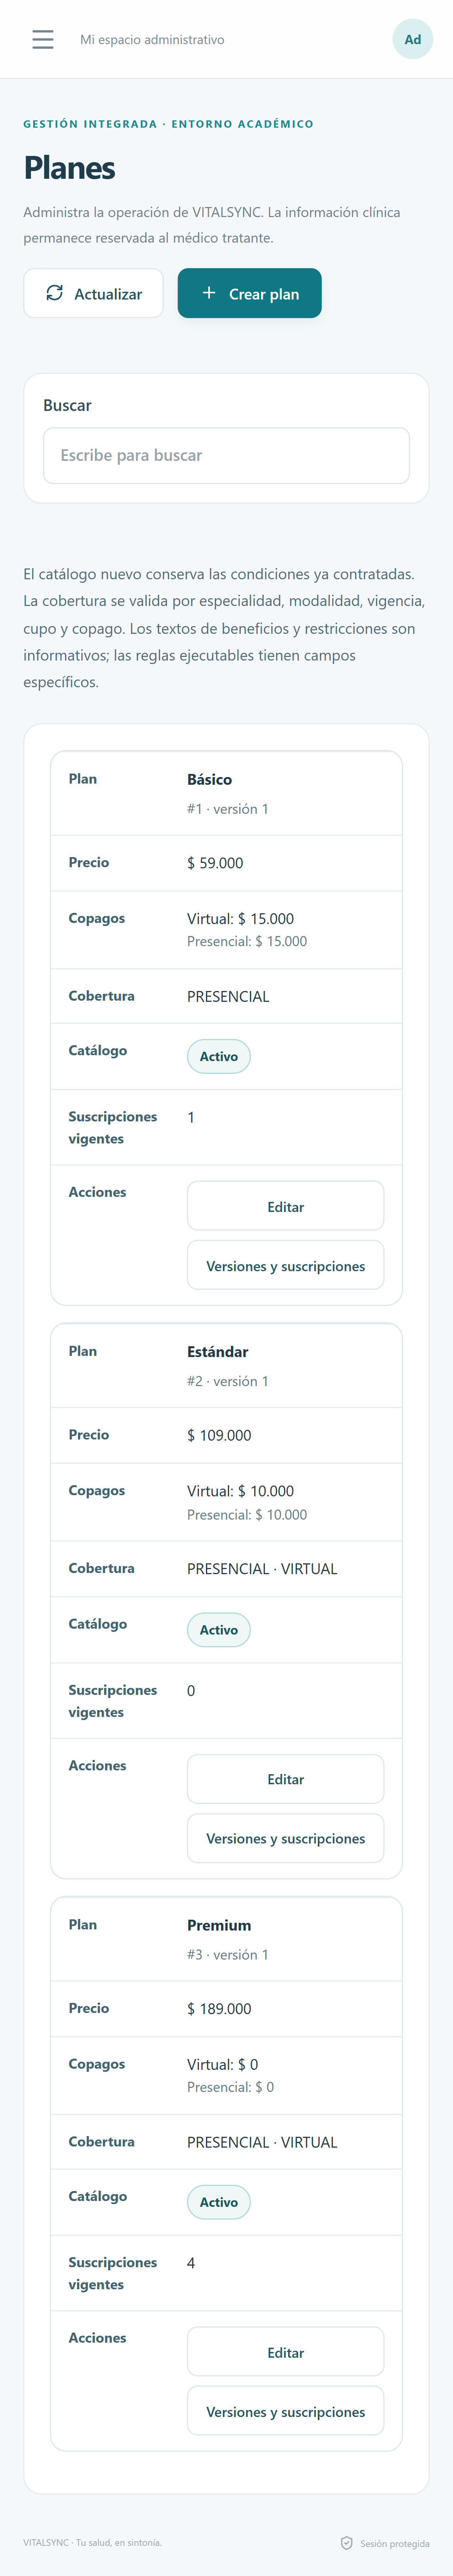 Mi espacio administrativo
Ad
GESTIÓN INTEGRADA · ENTORNO ACADÉMICO
Planes
Administra la operación de VITALSYNC. La información clínica
permanece reservada al médico tratante.
Actualizar
Crear plan
Buscar
Escribe para buscar
El catálogo nuevo conserva las condiciones ya contratadas.
La cobertura se valida por especialidad, modalidad, vigencia,
cupo y copago. Los textos de beneficios y restricciones son
informativos; las reglas ejecutables tienen campos
específicos.
Plan Básico
#1 · versión 1
Precio $ 59.000
Copagos Virtual: $ 15.000
Presencial: $ 15.000
Cobertura PRESENCIAL
Catálogo Activo
Suscripciones 1
vigentes
Acciones Editar
Versiones y suscripciones
Plan Estándar
#2 · versión 1
Precio $ 109.000
Copagos Virtual: $ 10.000
Presencial: $ 10.000
Cobertura PRESENCIAL · VIRTUAL
Catálogo Activo
Suscripciones 0
vigentes
Acciones Editar
Versiones y suscripciones
Plan Premium
#3 · versión 1
Precio $ 189.000
Copagos Virtual: $ 0
Presencial: $ 0
Cobertura PRESENCIAL · VIRTUAL
Catálogo Activo
Suscripciones 4
vigentes
Acciones Editar
Versiones y suscripciones
VITALSYNC · Tu salud, en sintonía.
Sesión protegida